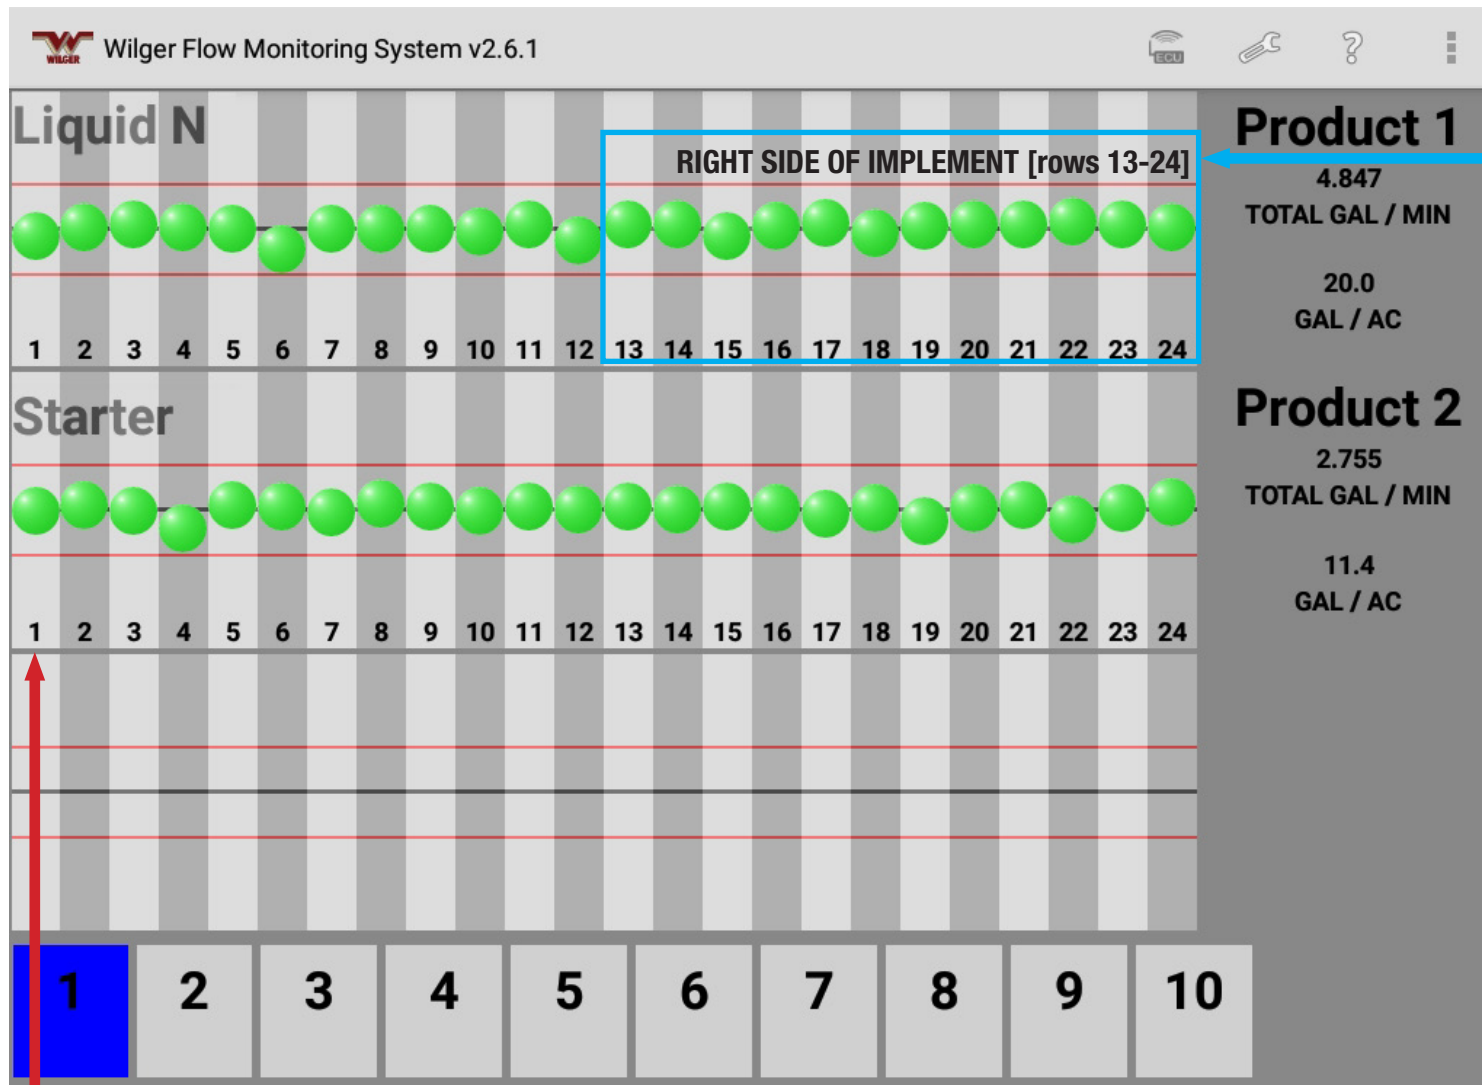 WILGER
Wilger Flow Monitoring System v2.6.1
ECU
?
Liquid N
RIGHT SIDE OF IMPLEMENT [rows 13-24]
1 2 3 4 5 6 7 8 9 10 11 12 13 14 15 16 17 18 19 20 21 22 23 24
Product 1
4.847
TOTAL GAL / MIN
20.0
GAL / AC
Starter
1 2 3 4 5 6 7 8 9 10 11 12 13 14 15 16 17 18 19 20 21 22 23 24
Product 2
2.755
TOTAL GAL / MIN
11.4
GAL / AC
1 2 3 4 5 6 7 8 9 10